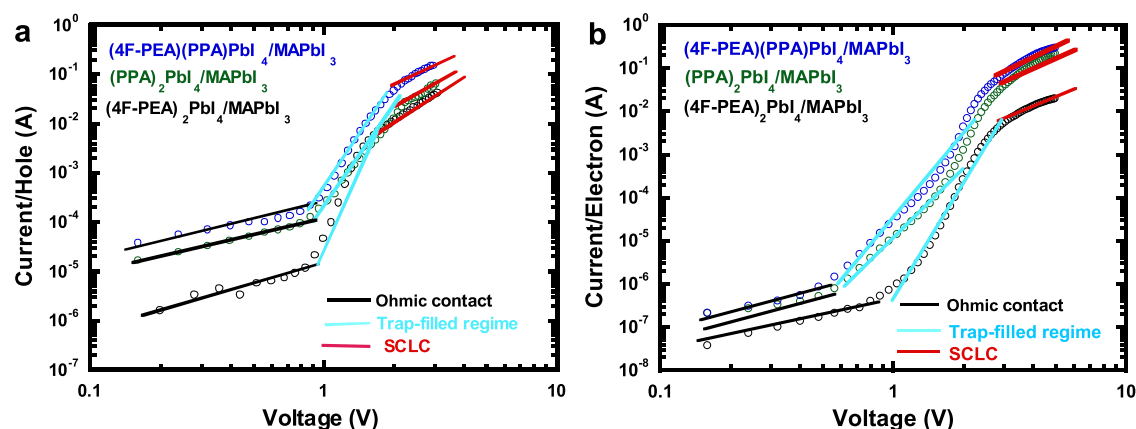 a
(4F-PEA)(PPA)PbI4/MAPbI3
(PPA)2PbI4/MAPbI3
(4F-PEA)2PbI4/MAPbI3
Current/Hole (A)
10^0
10^-1
10^-2
10^-3
10^-4
10^-5
10^-6
10^-7
Ohmic contact
Trap-filled regime
SCLC
0.1
1
10
Voltage (V)
b
(4F-PEA)(PPA)PbI4/MAPbI3
(PPA)2PbI4/MAPbI3
(4F-PEA)2PbI4/MAPbI3
Current/Electron (A)
10^0
10^-1
10^-2
10^-3
10^-4
10^-5
10^-6
10^-7
10^-8
Ohmic contact
Trap-filled regime
SCLC
0.1
1
10
Voltage (V)